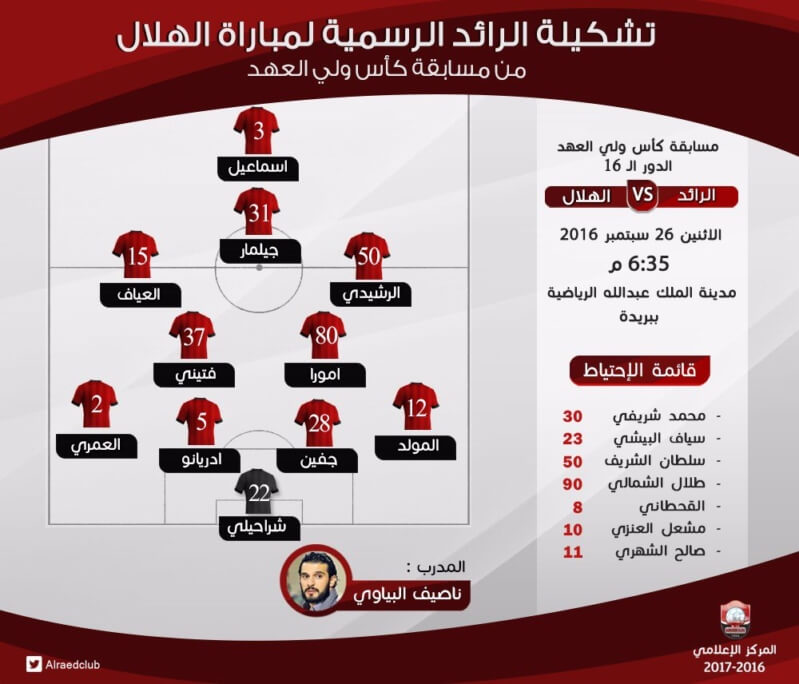 تشكيلة الرائد الرسمية لمباراة الهلال
من مسابقة كأس ولي العهد
3
اسماعيل
31
جيلمار
15
العياف
50
الرشيدي
37
فتيني
80
امورا
2
العمري
5
ادريانو
28
جفين
12
المولد
22
شراحيلي
المدرب :
ناصيف البياوي
مسابقة كأس ولي العهد
الدور الـ 16
الرائد VS الهلال
الاثنين 26 سبتمبر 2016
6:35 م
مدينة الملك عبدالله الرياضية
ببريدة
قائمة الإحتياط
- محمد شريفي 30
- سياف البيشي 23
- سلطان الشريف 50
- طلال الشمالي 90
- القحطاني 8
- مشعل العنزي 10
- صالح الشهري 11
المركز الإعلامي
2017-2016
Alraedclub